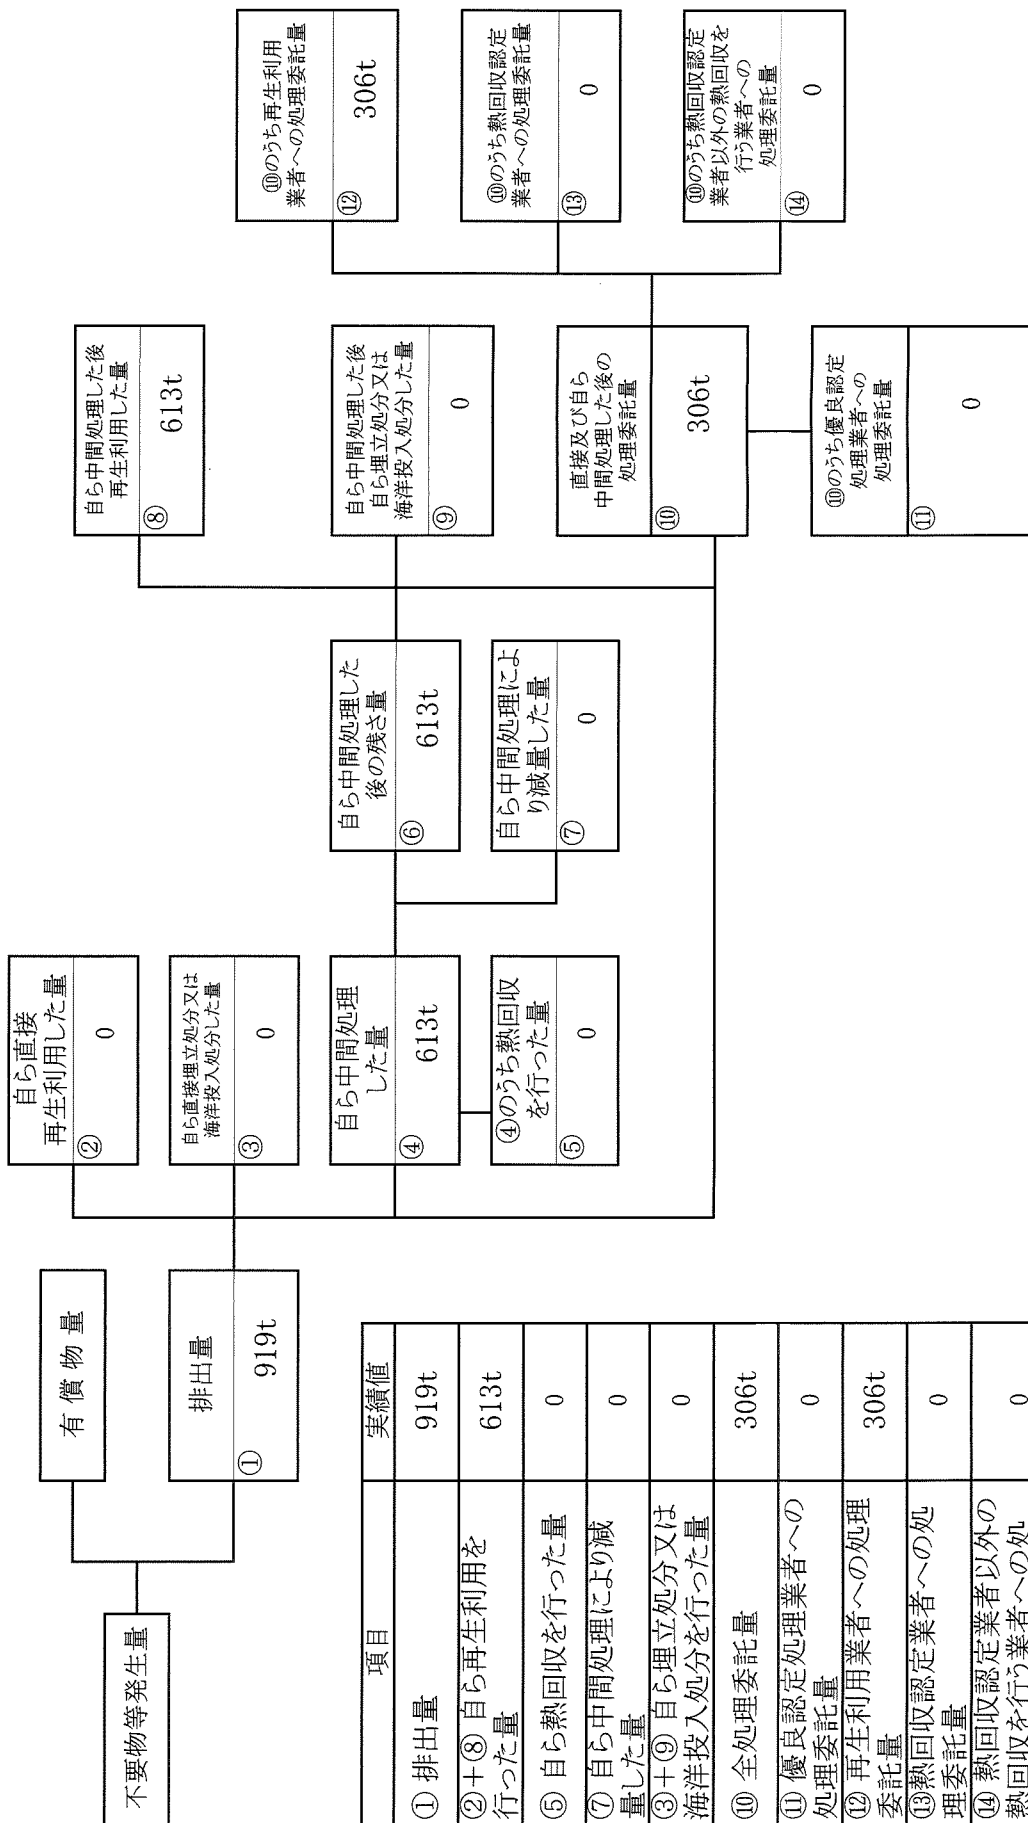 不要物等発生量
有 償 物 量
排出量
①
919t
自ら直接
再生利用した量
②
0
自ら直接埋立処分又は
海洋投入処分した量
③
0
自ら中間処理
した量
④
613t
④のうち熱回収
を行った量
⑤
0
自ら中間処理した
後の残さ量
⑥
613t
自ら中間処理によ
り減量した量
⑦
0
自ら中間処理した後
再生利用した量
⑧
613t
自ら中間処理した後
自ら埋立処分又は
海洋投入処分した量
⑨
0
直接及び自ら
中間処理した後の
処理委託量
⑩
306t
⑩のうち優良認定
処理業者への
処理委託量
⑪
0
⑩のうち再生利用
業者への処理委託量
⑫
306t
⑩のうち熱回収認定
業者への処理委託量
⑬
0
⑩のうち熱回収認定
業者以外の熱回収を
行う業者への
処理委託量
⑭
0
項目 実績値
① 排出量 919t
②＋⑧ 自ら再生利用を
行った量 613t
⑤ 自ら熱回収を行った量 0
⑦ 自ら中間処理により減
量した量 0
③＋⑨ 自ら埋立処分又は
海洋投入処分を行った量 0
⑩ 全処理委託量 306t
⑪ 優良認定処理業者への
処理委託量 0
⑫ 再生利用業者への処理
委託量 306t
⑬熱回収認定業者への処
理委託量 0
⑭ 熱回収認定業者以外の
熱回収を行う業者への処 0